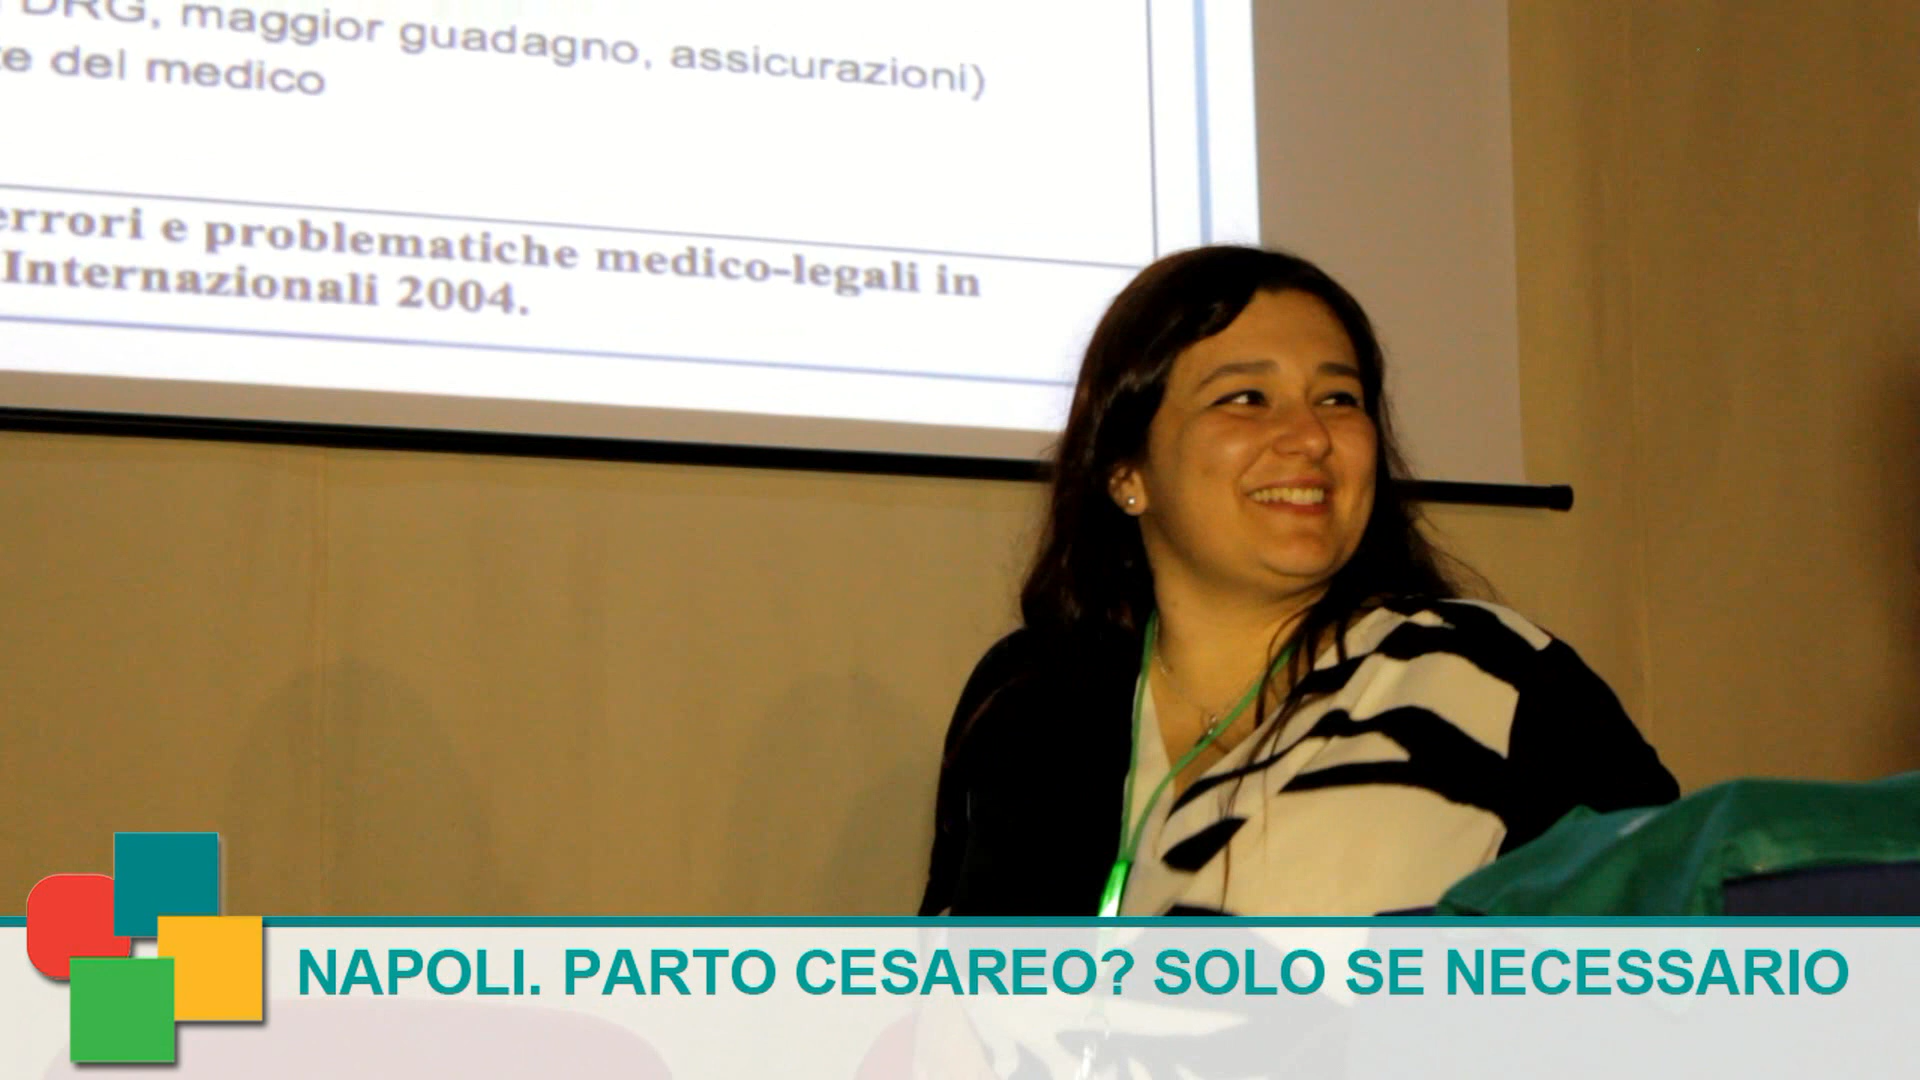 DRG, maggior guadagno, assicurazioni)
del medico
errori e problematiche medico-legali in
Internazionali 2004.
NAPOLI. PARTO CESAREO? SOLO SE NECESSARIO